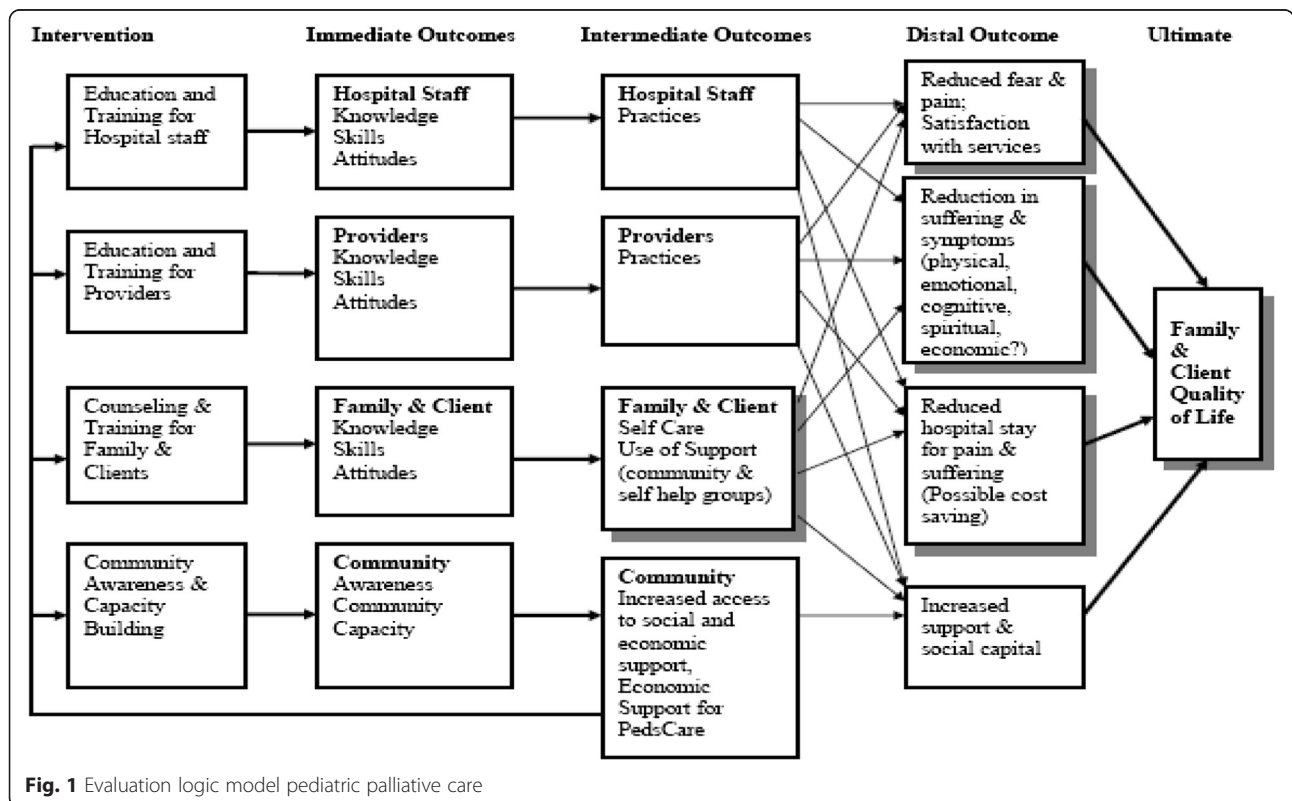 Intervention
Immediate Outcomes
Intermediate Outcomes
Distal Outcome
Ultimate
Education and
Training for
Hospital staff
Hospital Staff
Knowledge
Skills
Attitudes
Hospital Staff
Practices
Reduced fear &
pain;
Satisfaction
with services
Education and
Training for
Providers
Providers
Knowledge
Skills
Attitudes
Providers
Practices
Reduction in
suffering &
symptoms
(physical,
emotional,
cognitive,
spiritual,
economic?)
Counseling &
Training for
Family &
Clients
Family & Client
Knowledge
Skills
Attitudes
Family & Client
Self Care
Use of Support
(community &
self help groups)
Reduced
hospital stay
for pain &
suffering
(Possible cost
saving)
Community
Awareness &
Capacity
Building
Community
Awareness
Community
Capacity
Community
Increased access
to social and
economic
support,
Economic
Support for
PedsCare
Increased
support &
social capital
Family
&
Client
Quality
of Life
Fig. 1 Evaluation logic model pediatric palliative care